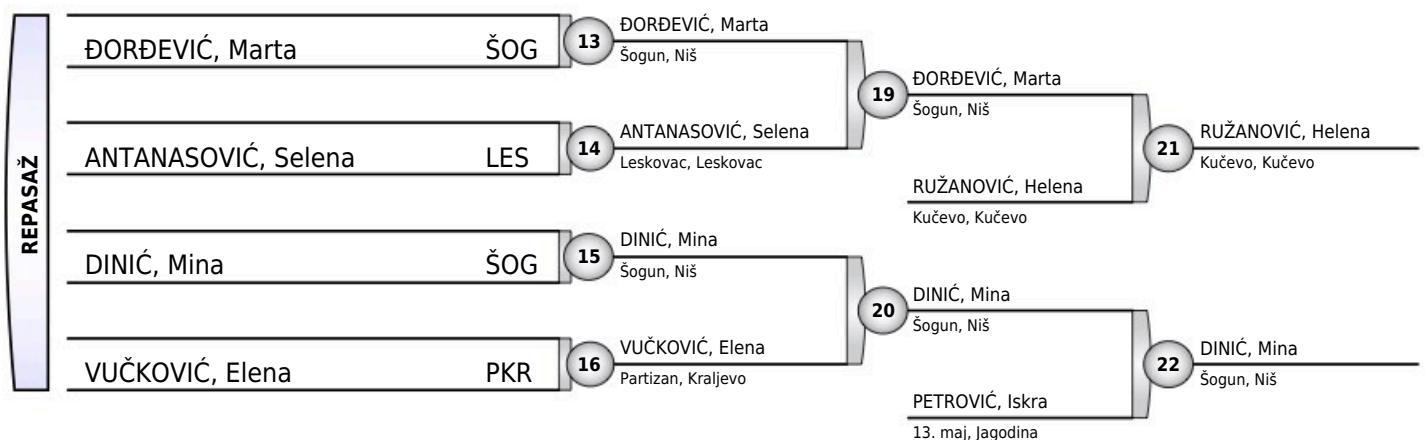 REPASAŽ
ĐORĐEVIĆ, Marta ŠOG
ANTANASOVIĆ, Selena LES
DINIĆ, Mina ŠOG
VUČKOVIĆ, Elena PKR
13
ĐORĐEVIĆ, Marta
Šogun, Niš
14
ANTANASOVIĆ, Selena
Leskovac, Leskovac
15
DINIĆ, Mina
Šogun, Niš
16
VUČKOVIĆ, Elena
Partizan, Kraljevo
19
ĐORĐEVIĆ, Marta
Šogun, Niš
RUŽANOVIĆ, Helena
Kučevo, Kučevo
20
DINIĆ, Mina
Šogun, Niš
PETROVIĆ, Iskra
13. maj, Jagodina
21
RUŽANOVIĆ, Helena
Kučevo, Kučevo
22
DINIĆ, Mina
Šogun, Niš